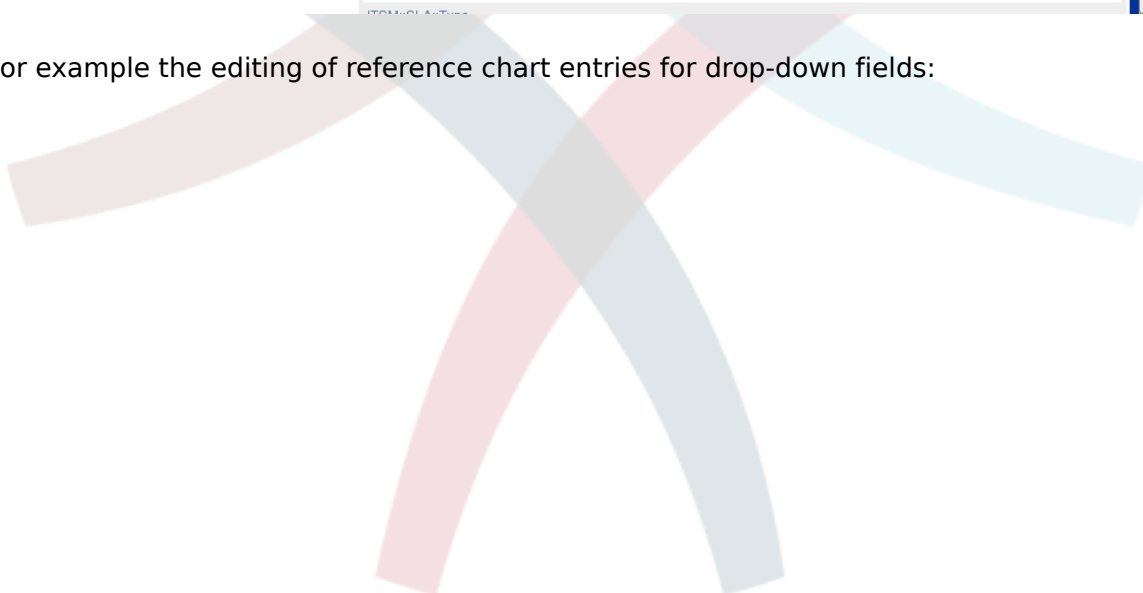 or example the editing of reference chart entries for drop-down fields: